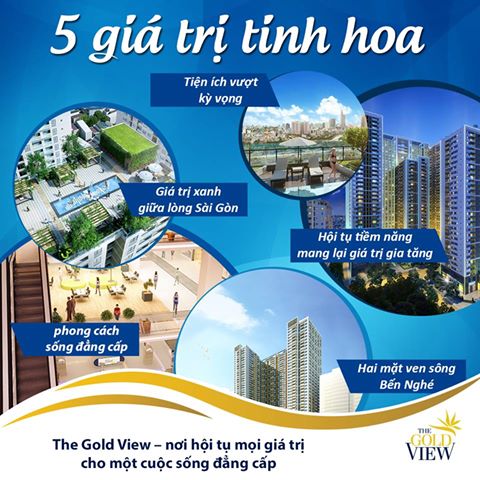 5 giá trị tinh hoa
Tiện ích vượt
kỳ vọng
Giá trị xanh
giữa lòng Sài Gòn
Hội tụ tiềm năng
mang lại giá trị gia tăng
phong cách
sống đẳng cấp
Hai mặt ven sông
Bến Nghé
The Gold View – nơi hội tụ mọi giá trị
cho một cuộc sống đẳng cấp
THE
GOLD
VIEW